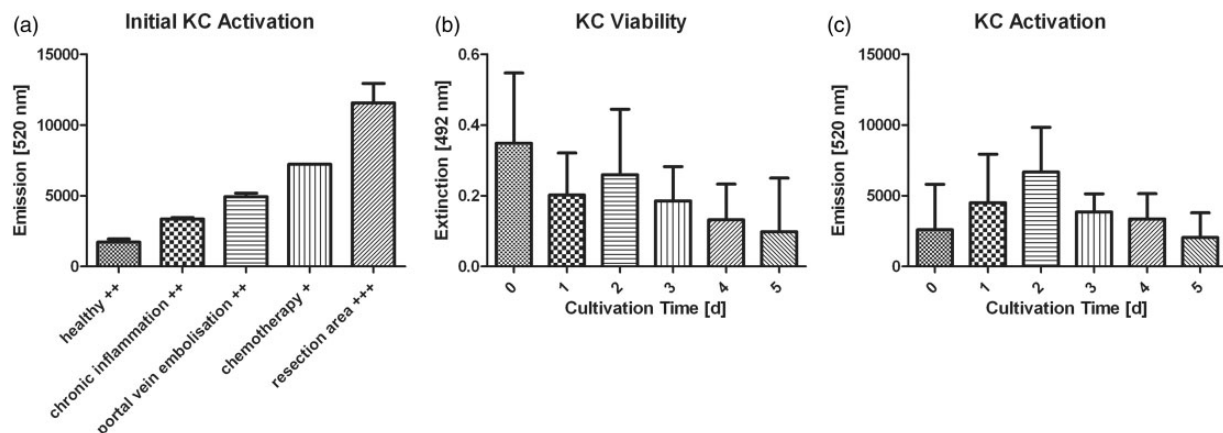 (a)
Initial KC Activation
Emission [520 nm]
15000
10000
5000
0
healthy ++
chronic inflammation ++
portal vein embolisation ++
chemotherapy +
resection area +++
(b)
KC Viability
Extinction [492 nm]
0.6
0.4
0.2
0.0
0 1 2 3 4 5
Cultivation Time [d]
(c)
KC Activation
Emission [520 nm]
15000
10000
5000
0
0 1 2 3 4 5
Cultivation Time [d]